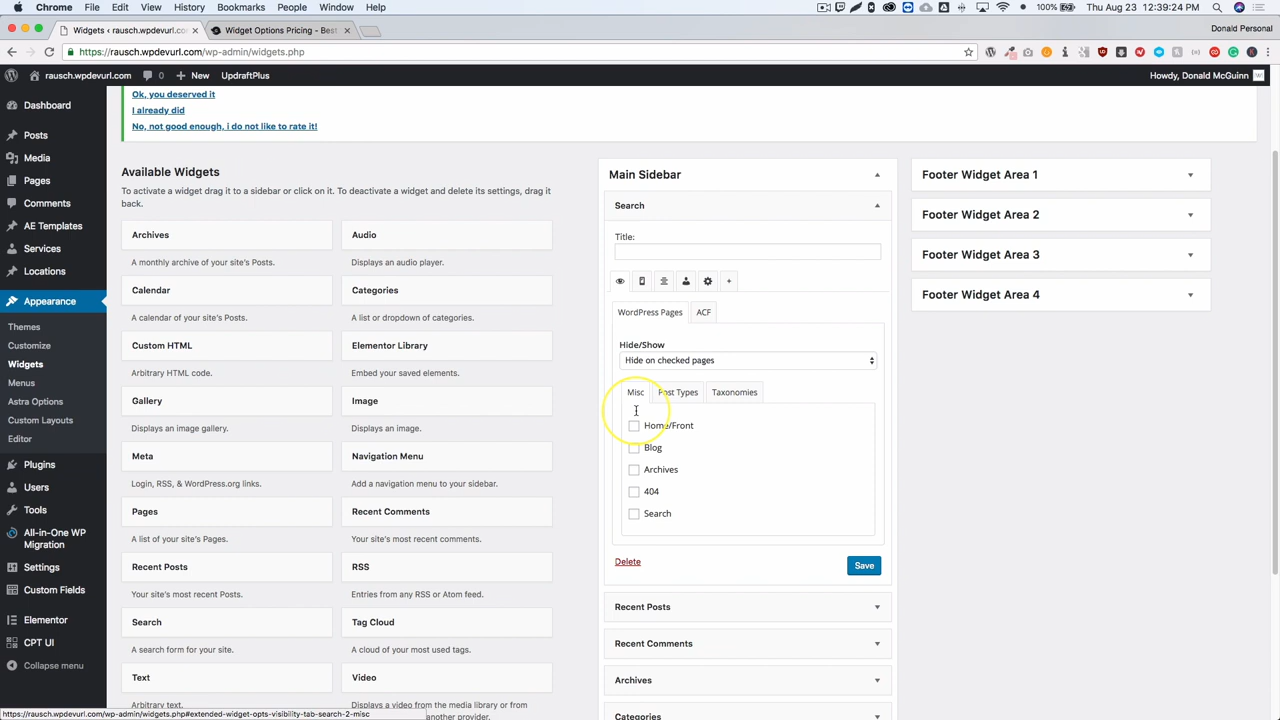 Chrome File Edit View History Bookmarks People Window Help
100% Thu Aug 23 12:39:24 PM
Widgets ‹ rausch.wpdevurl.com
Widget Options Pricing - Best
Donald Personal
https://rausch.wpdevurl.com/wp-admin/widgets.php
rausch.wpdevurl.com 0 + New UpdraftPlus
Howdy, Donald McGuinn
Dashboard
Posts
Media
Pages
Comments
AE Templates
Services
Locations
Appearance
Themes
Customize
Widgets
Menus
Astra Options
Custom Layouts
Editor
Plugins
Users
Tools
All-in-One WP
Migration
Settings
Custom Fields
Elementor
CPT UI
Collapse menu
Ok, you deserved it
I already did
No, not good enough, i do not like to rate it!
Available Widgets
To activate a widget drag it to a sidebar or click on it. To deactivate a widget and delete its settings, drag it
back.
Archives
A monthly archive of your site's Posts.
Audio
Displays an audio player.
Calendar
A calendar of your site's Posts.
Categories
A list or dropdown of categories.
Custom HTML
Arbitrary HTML code.
Elementor Library
Embed your saved elements.
Gallery
Displays an image gallery.
Image
Displays an image.
Meta
Login, RSS, & WordPress.org links.
Navigation Menu
Add a navigation menu to your sidebar.
Pages
A list of your site's Pages.
Recent Comments
Your site's most recent comments.
Recent Posts
Your site's most recent Posts.
RSS
Entries from any RSS or Atom feed.
Search
A search form for your site.
Tag Cloud
A cloud of your most used tags.
Text
Arbitrary text.
Video
Displays a video from the media library or from
another provider.
Main Sidebar
Search
Title:
WordPress Pages ACF
Hide/Show
Hide on checked pages
Misc Post Types Taxonomies
Home/Front
Blog
Archives
404
Search
Delete
Save
Recent Posts
Recent Comments
Archives
Categories
Footer Widget Area 1
Footer Widget Area 2
Footer Widget Area 3
Footer Widget Area 4
https://rausch.wpdevurl.com/wp-admin/widgets.php#extended-widget-opts-visibility-tab-search-2-misc